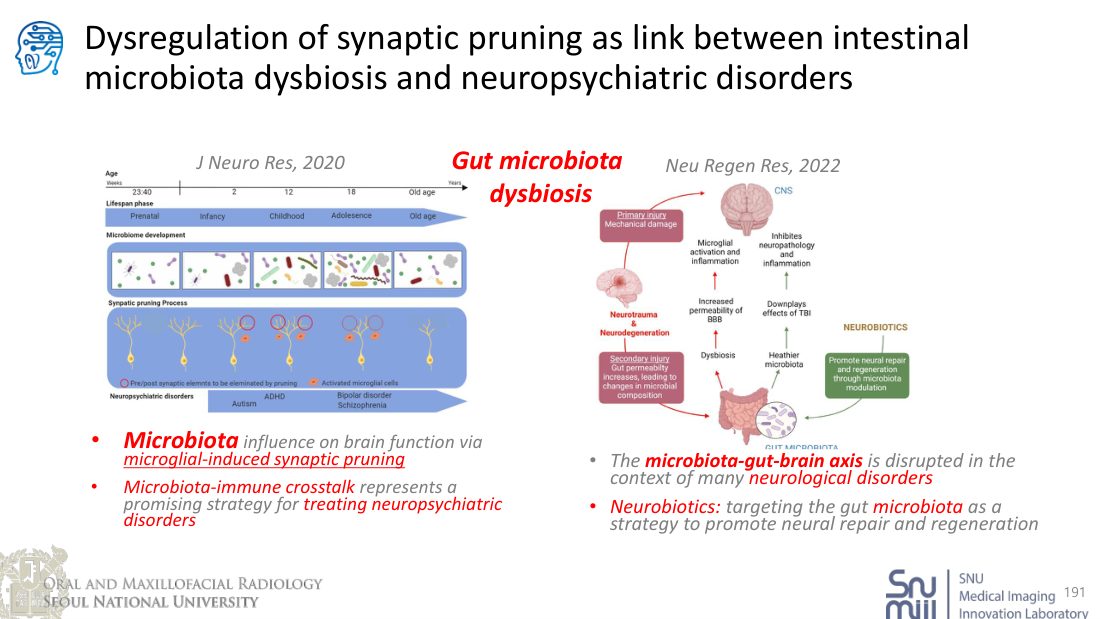 Dysregulation of synaptic pruning as link between intestinal
microbiota dysbiosis and neuropsychiatric disorders
J Neuro Res, 2020
Gut microbiota
dysbiosis
Neu Regen Res, 2022
Age
Weeks
Years
23:40
2
12
18
Old age
Lifespan phase
Prenatal
Infancy
Childhood
Adolesence
Old age
Microbiome development
Synpatic pruning Process
Pre/post synaptic elemnts to be eleminated by pruning
Activated microglial cells
Neuropsychiatric disorders
Autism
ADHD
Bipolar disorder
Schizophrenia
CNS
Primary injury
Mechanical damage
Microglial
activation and
inflammation
Inhibites
neuropathology
and
inflammation
Neurotrauma
&
Neurodegeneration
Increased
permeability of
BBB
Downplays
effects of TBI
NEUROBIOTICS
Secondary injury
Gut permeabilty
increases, leading to
changes in microbial
composition
Dysbiosis
Heathier
microbiota
Promote neural repair
and regeneration
through microbiota
modulation
GUT MICROBIOTA
• Microbiota influence on brain function via
microglial-induced synaptic pruning
• Microbiota-immune crosstalk represents a
promising strategy for treating neuropsychiatric
disorders
• The microbiota-gut-brain axis is disrupted in the
context of many neurological disorders
• Neurobiotics: targeting the gut microbiota as a
strategy to promote neural repair and regeneration
ORAL AND MAXILLOFACIAL RADIOLOGY
SEOUL NATIONAL UNIVERSITY
SNU
mill
SNU
Medical Imaging
Innovation Laboratory
191